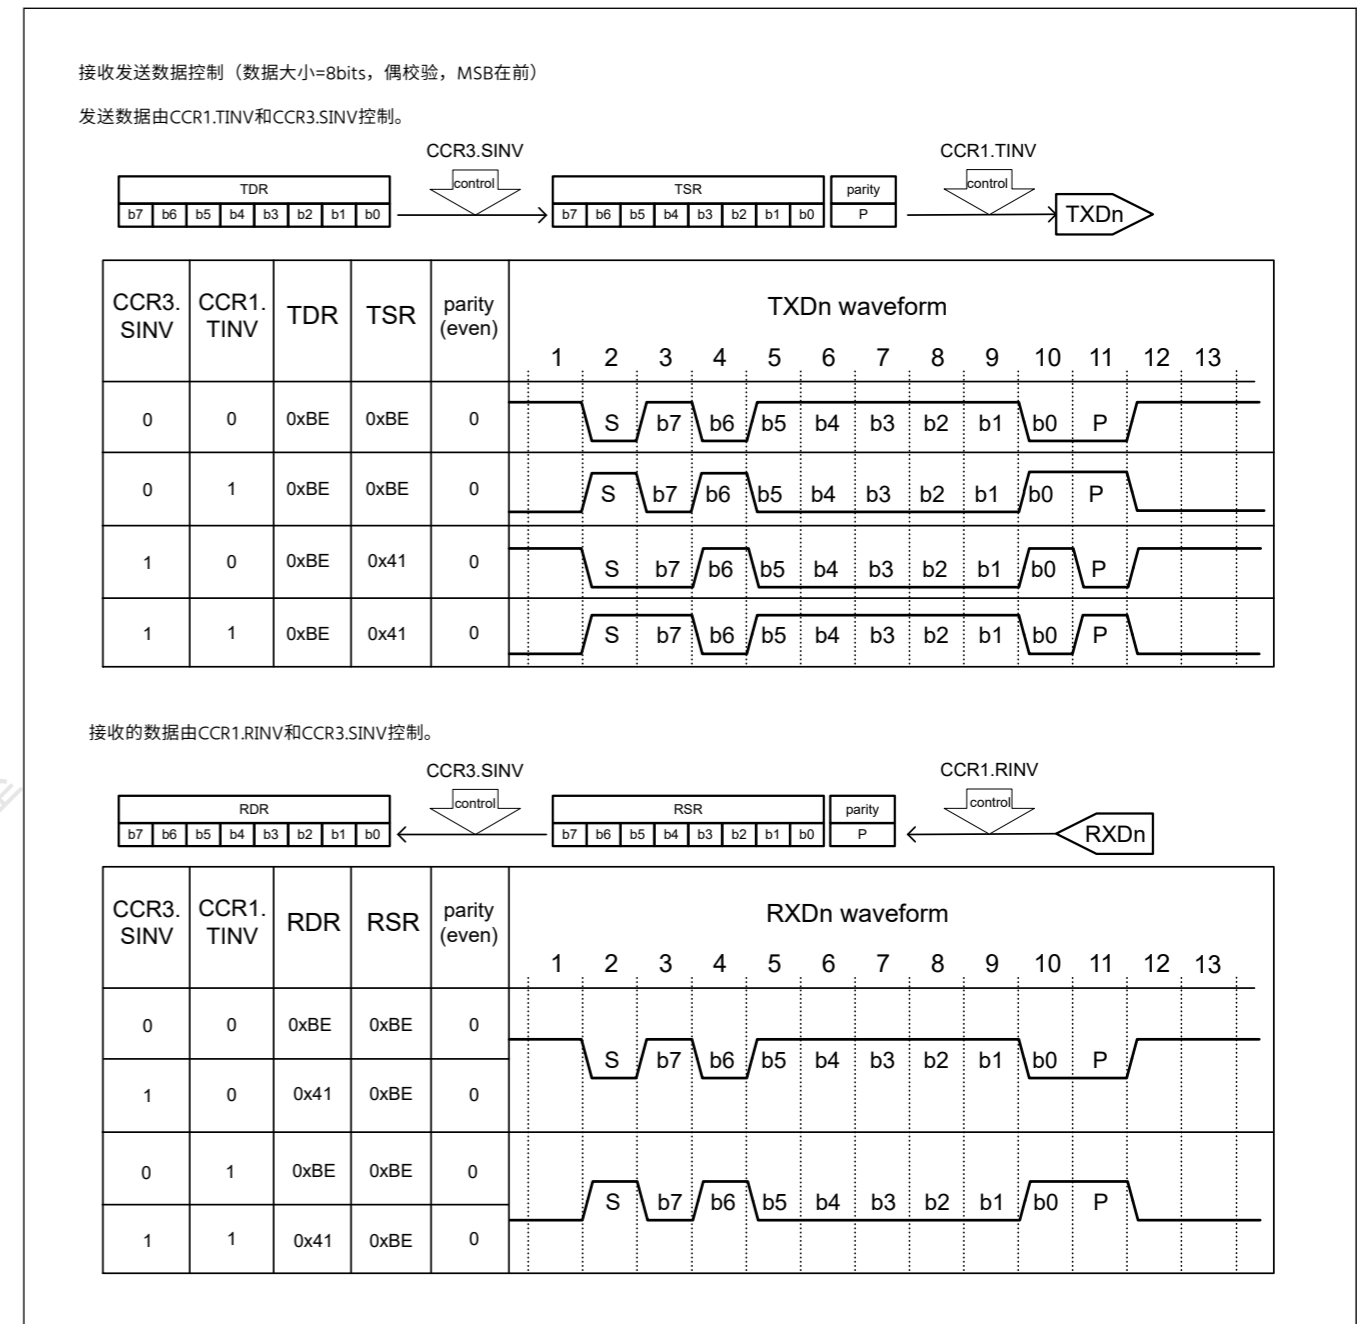 接收发送数据控制（数据大小=8bits，偶校验，MSB在前）
发送数据由CCR1.TINV和CCR3.SINV控制。
CCR3.SINV CCR1.TINV
control control
TDR TSR parity
b7 b6 b5 b4 b3 b2 b1 b0 b7 b6 b5 b4 b3 b2 b1 b0 P TXDn
CCR3. CCR1. TDR TSR parity TXDn waveform
SINV TINV (even)
1 2 3 4 5 6 7 8 9 10 11 12 13
0 0 0xBE 0xBE 0 S b7 b6 b5 b4 b3 b2 b1 b0 P
0 1 0xBE 0xBE 0 S b7 b6 b5 b4 b3 b2 b1 b0 P
1 0 0xBE 0x41 0 S b7 b6 b5 b4 b3 b2 b1 b0 P
1 1 0xBE 0x41 0 S b7 b6 b5 b4 b3 b2 b1 b0 P
接收的数据由CCR1.RINV和CCR3.SINV控制。
CCR3.SINV CCR1.RINV
control control
RDR RSR parity
b7 b6 b5 b4 b3 b2 b1 b0 b7 b6 b5 b4 b3 b2 b1 b0 P RXDn
CCR3. CCR1. RDR RSR parity RXDn waveform
SINV TINV (even)
1 2 3 4 5 6 7 8 9 10 11 12 13
0 0 0xBE 0xBE 0
S b7 b6 b5 b4 b3 b2 b1 b0 P
1 0 0x41 0xBE 0
0 1 0xBE 0xBE 0
S b7 b6 b5 b4 b3 b2 b1 b0 P
1 1 0x41 0xBE 0